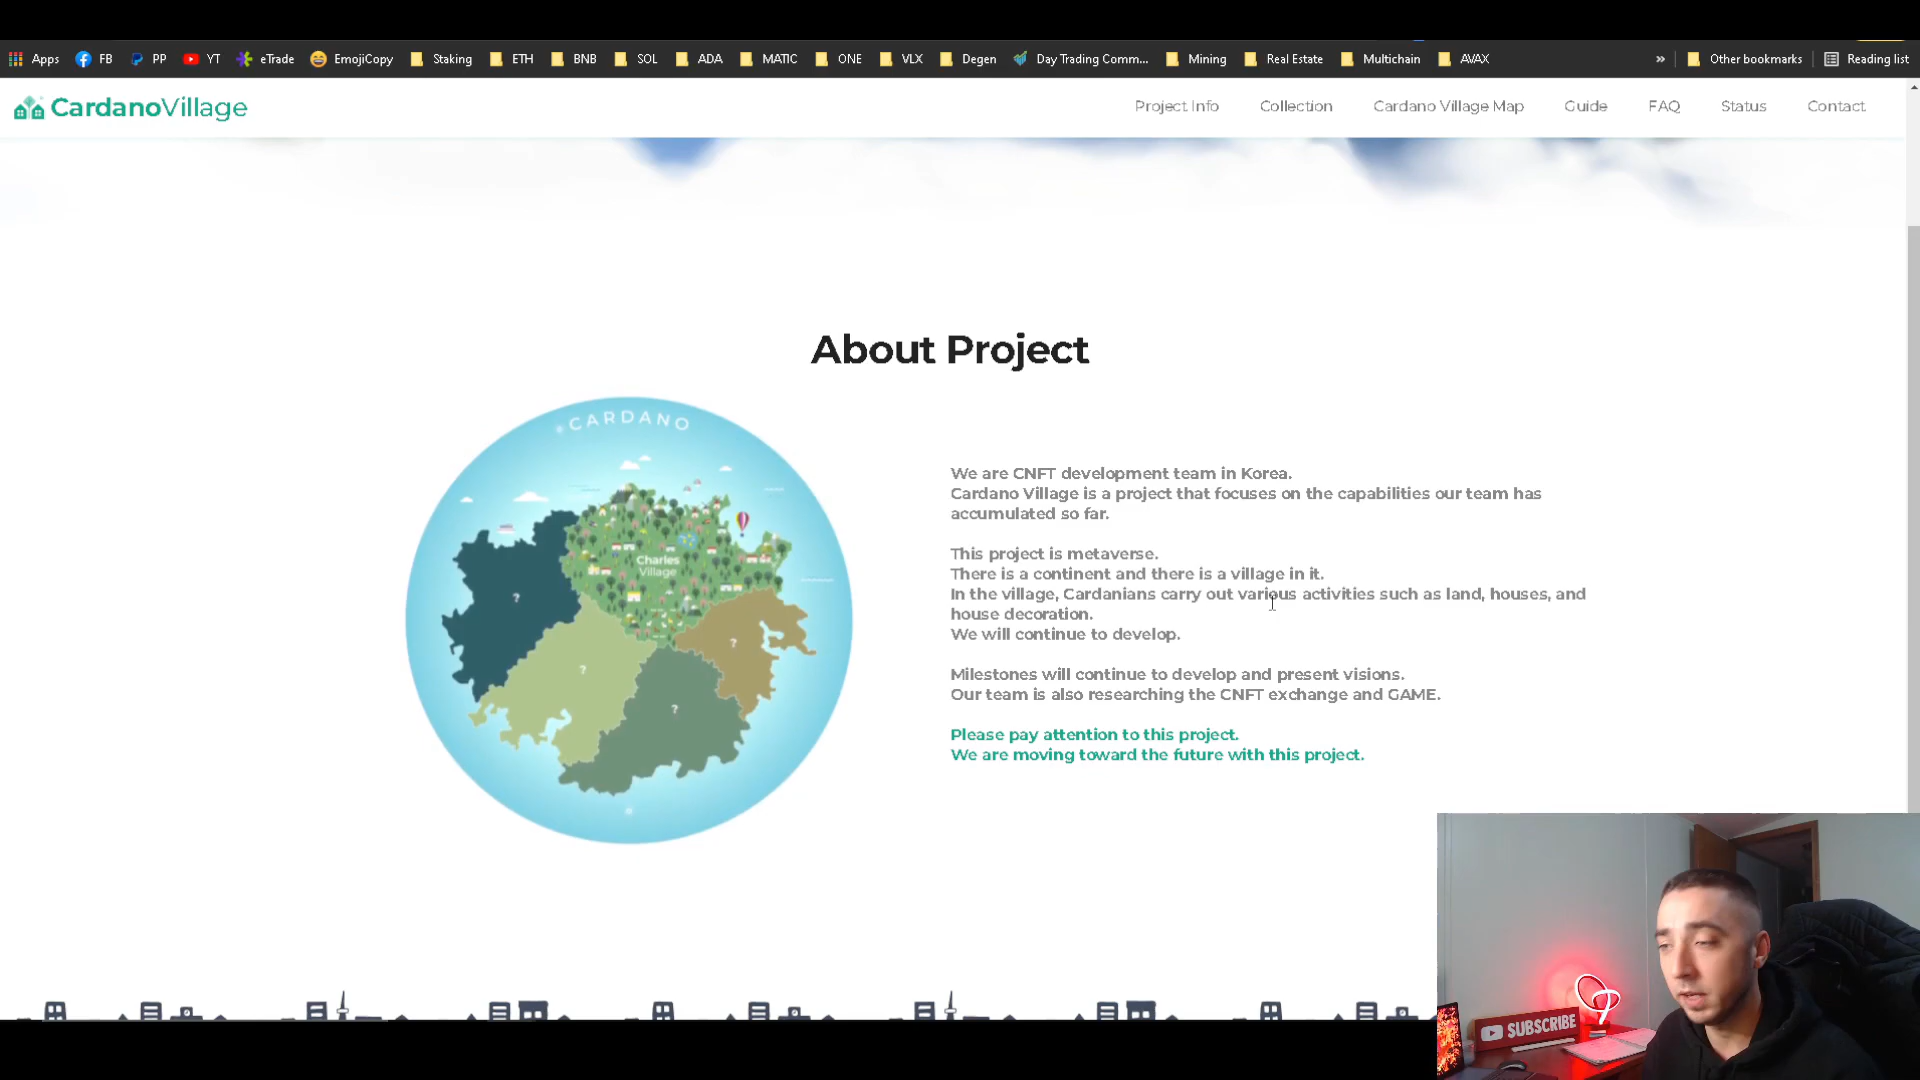 Apps FB PP YT eTrade EmojiCopy Staking ETH BNB SOL ADA MATIC ONE VLX Degen Day Trading Comm... Mining Real Estate Multichain AVAX » Other bookmarks Reading list
CardanoVillage Project Info Collection Cardano Village Map Guide FAQ Status Contact
About Project
CARDANO
Charles
Village
?
?
?
?
We are CNFT development team in Korea.
Cardano Village is a project that focuses on the capabilities our team has
accumulated so far.
This project is metaverse.
There is a continent and there is a village in it.
In the village, Cardanians carry out various activities such as land, houses, and
house decoration.
We will continue to develop.
Milestones will continue to develop and present visions.
Our team is also researching the CNFT exchange and GAME.
Please pay attention to this project.
We are moving toward the future with this project.
SUBSCRIBE